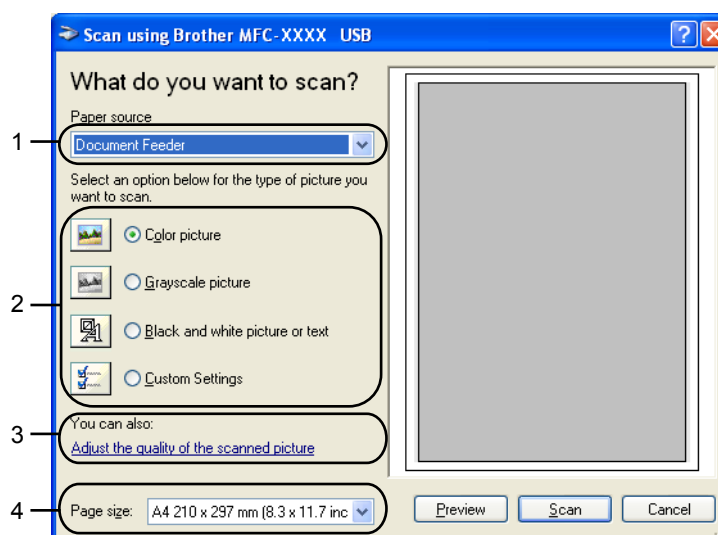 Scan using Brother MFC-XXXX USB
What do you want to scan?
Paper source
1
Document Feeder
Select an option below for the type of picture you
want to scan.
Color picture
Grayscale picture
2
Black and white picture or text
Custom Settings
You can also:
3
Adjust the quality of the scanned picture
4
Page size: A4 210 x 297 mm (8.3 x 11.7 inc
Preview Scan Cancel